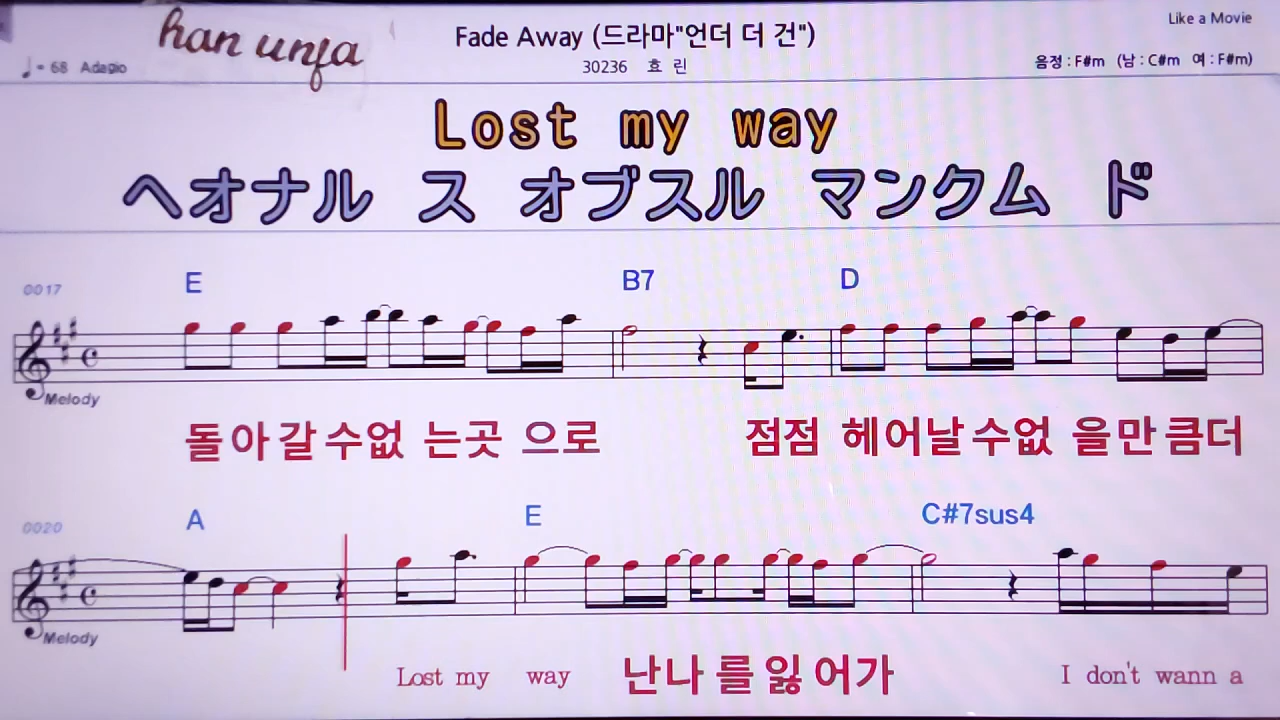 han unfa
Fade Away (드라마"언더 더 건")
Like a Movie
♩= 68 Adagio
30236 효 린
음정 : F#m (남 : C#m 여 : F#m)
Lost my way
ヘオナル ス オブスル マンクム ド
0017 E B7 D
Melody
돌아갈수없 는곳 으로 점점 헤어날수없 을만큼더
0020 A E C#7sus4
Melody
Lost my way 난나를잃어가 I don't wann a